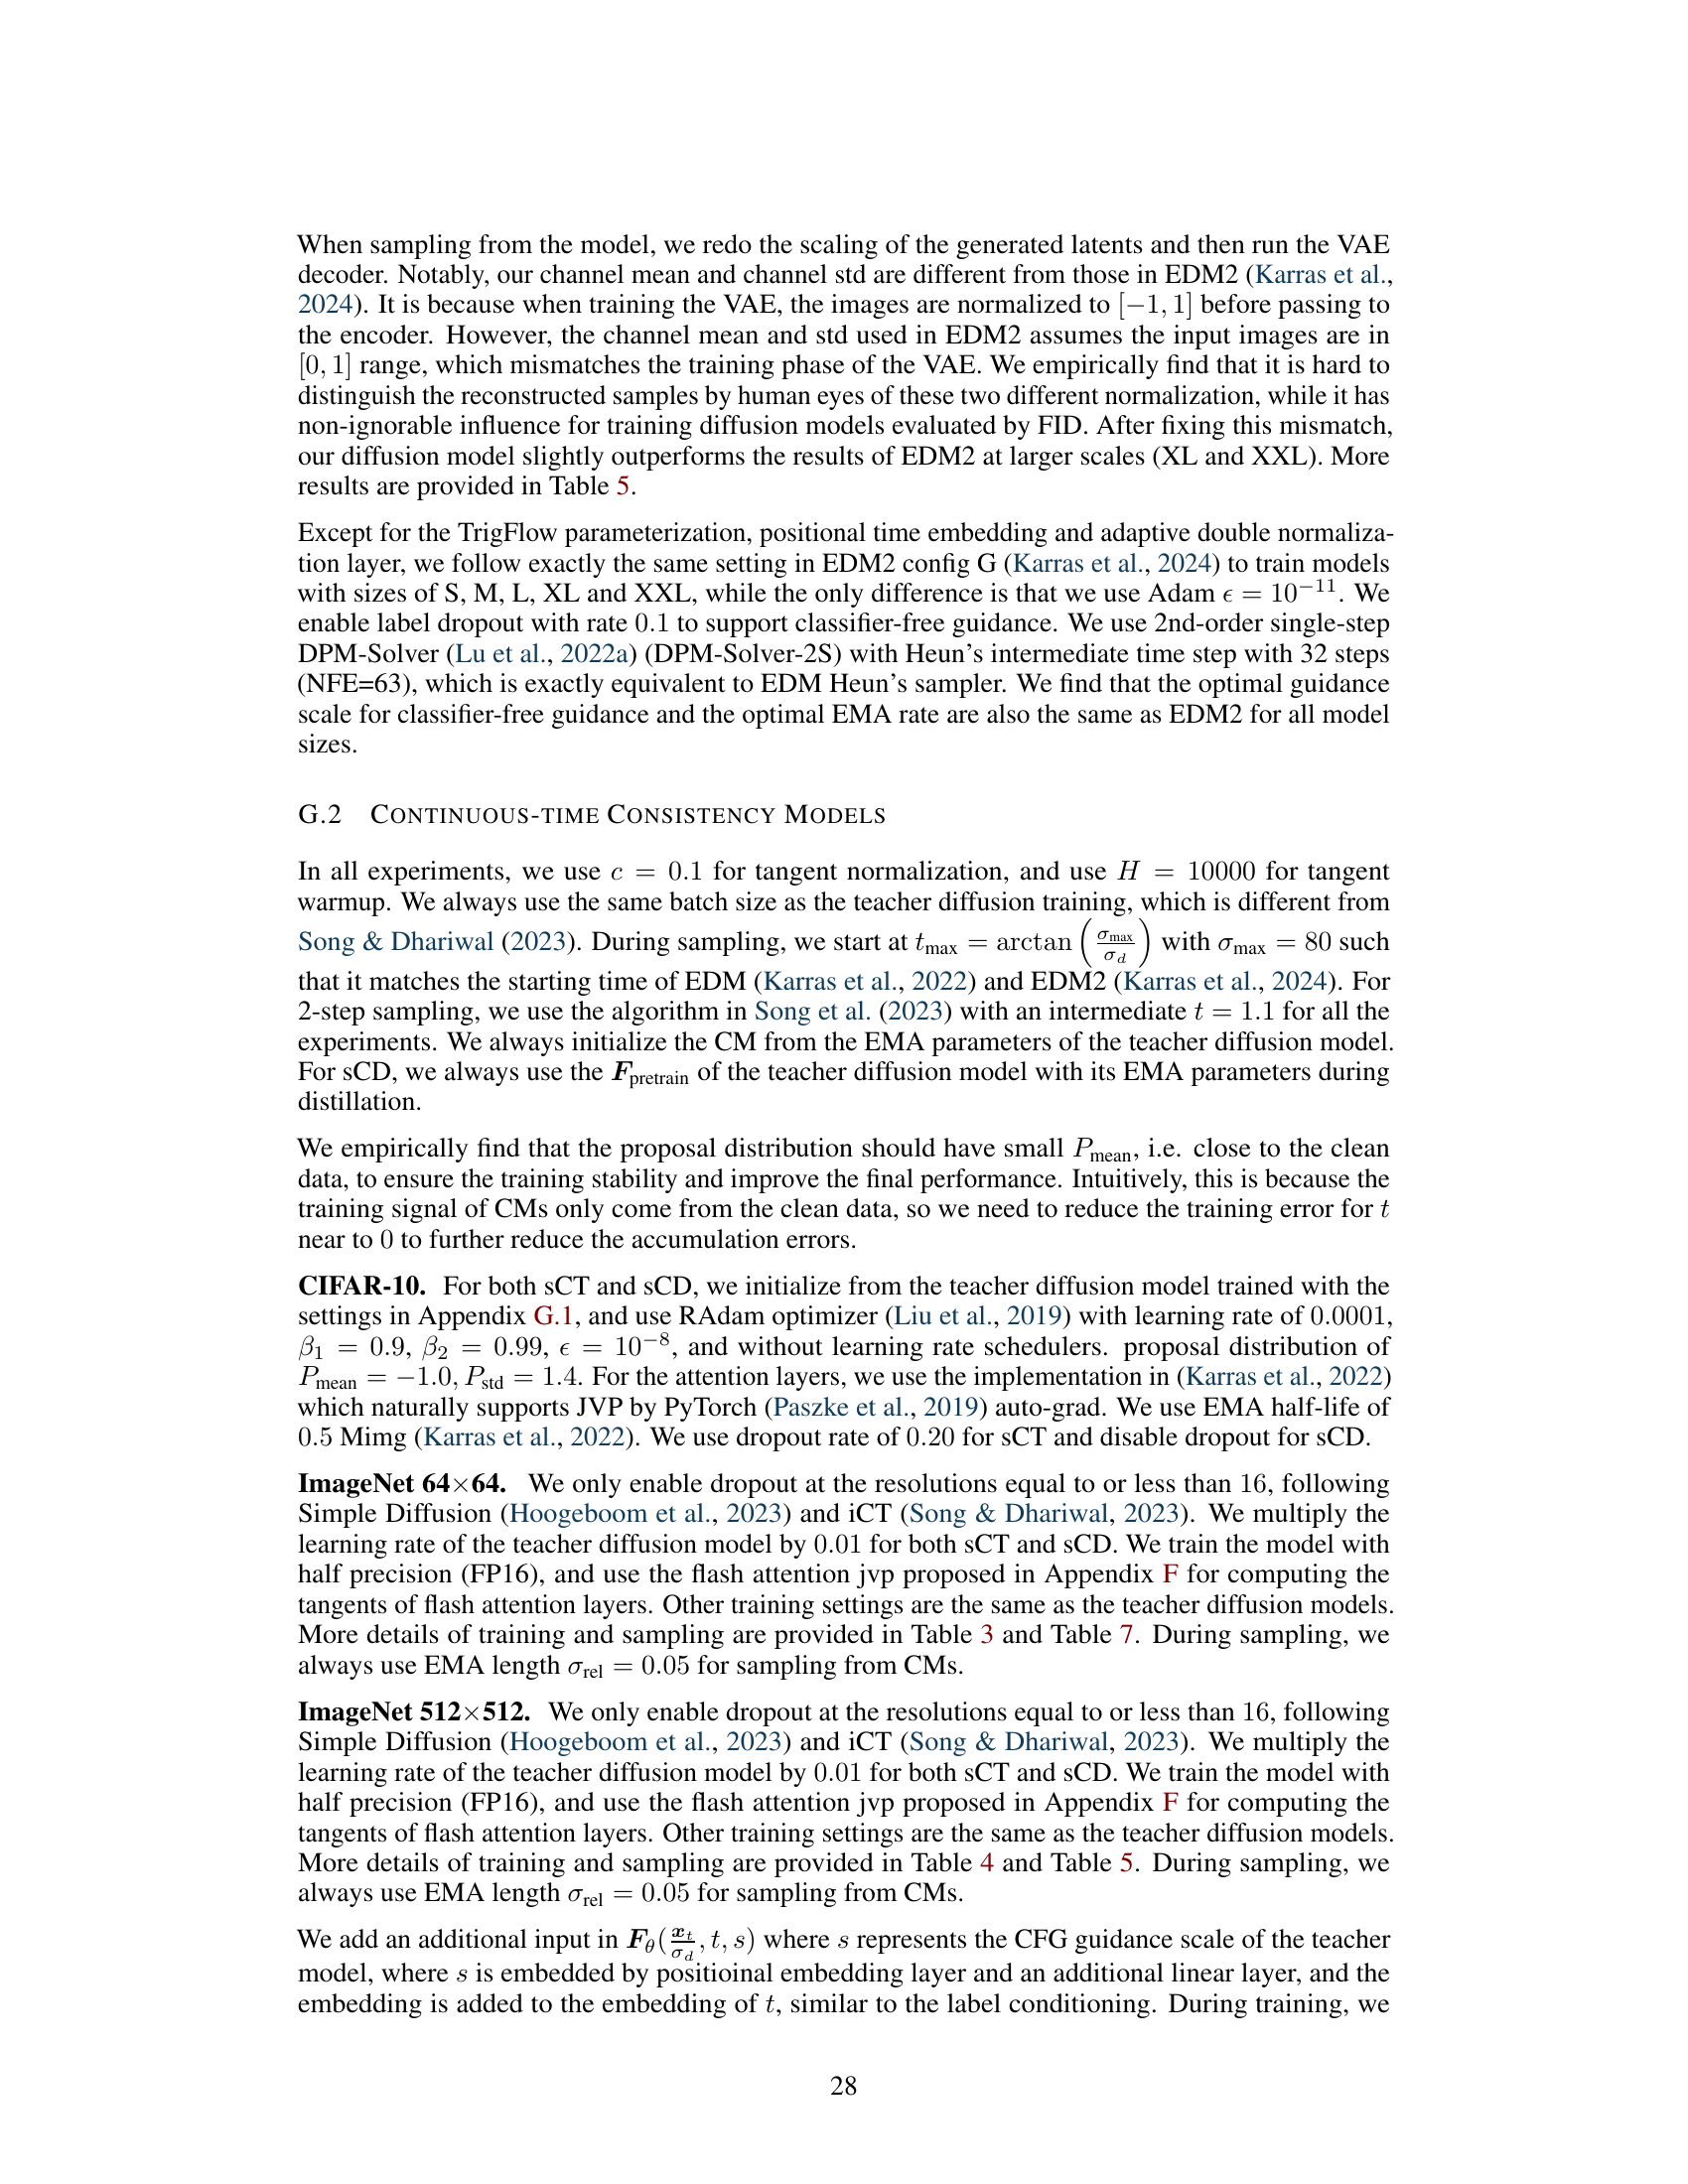 When sampling from the model, we redo the scaling of the generated latents and then run the VAE
decoder. Notably, our channel mean and channel std are different from those in EDM2 (Karras et al.,
2024). It is because when training the VAE, the images are normalized to [−1, 1] before passing to
the encoder. However, the channel mean and std used in EDM2 assumes the input images are in
[0, 1] range, which mismatches the training phase of the VAE. We empirically find that it is hard to
distinguish the reconstructed samples by human eyes of these two different normalization, while it has
non-ignorable influence for training diffusion models evaluated by FID. After fixing this mismatch,
our diffusion model slightly outperforms the results of EDM2 at larger scales (XL and XXL). More
results are provided in Table 5.
Except for the TrigFlow parameterization, positional time embedding and adaptive double normaliza-
tion layer, we follow exactly the same setting in EDM2 config G (Karras et al., 2024) to train models
with sizes of S, M, L, XL and XXL, while the only difference is that we use Adam ϵ = 10⁻¹¹. We
enable label dropout with rate 0.1 to support classifier-free guidance. We use 2nd-order single-step
DPM-Solver (Lu et al., 2022a) (DPM-Solver-2S) with Heun's intermediate time step with 32 steps
(NFE=63), which is exactly equivalent to EDM Heun's sampler. We find that the optimal guidance
scale for classifier-free guidance and the optimal EMA rate are also the same as EDM2 for all model
sizes.
G.2 CONTINUOUS-TIME CONSISTENCY MODELS
In all experiments, we use c = 0.1 for tangent normalization, and use H = 10000 for tangent
warmup. We always use the same batch size as the teacher diffusion training, which is different from
Song & Dhariwal (2023). During sampling, we start at t_max = arctan (σ_max/σ_d) with σ_max = 80 such
that it matches the starting time of EDM (Karras et al., 2022) and EDM2 (Karras et al., 2024). For
2-step sampling, we use the algorithm in Song et al. (2023) with an intermediate t = 1.1 for all the
experiments. We always initialize the CM from the EMA parameters of the teacher diffusion model.
For sCD, we always use the F_pretrain of the teacher diffusion model with its EMA parameters during
distillation.
We empirically find that the proposal distribution should have small P_mean, i.e. close to the clean
data, to ensure the training stability and improve the final performance. Intuitively, this is because the
training signal of CMs only come from the clean data, so we need to reduce the training error for t
near to 0 to further reduce the accumulation errors.
CIFAR-10. For both sCT and sCD, we initialize from the teacher diffusion model trained with the
settings in Appendix G.1, and use RAdam optimizer (Liu et al., 2019) with learning rate of 0.0001,
β₁ = 0.9, β₂ = 0.99, ϵ = 10⁻⁸, and without learning rate schedulers. proposal distribution of
P_mean = −1.0, P_std = 1.4. For the attention layers, we use the implementation in (Karras et al., 2022)
which naturally supports JVP by PyTorch (Paszke et al., 2019) auto-grad. We use EMA half-life of
0.5 Mimg (Karras et al., 2022). We use dropout rate of 0.20 for sCT and disable dropout for sCD.
ImageNet 64×64. We only enable dropout at the resolutions equal to or less than 16, following
Simple Diffusion (Hoogeboom et al., 2023) and iCT (Song & Dhariwal, 2023). We multiply the
learning rate of the teacher diffusion model by 0.01 for both sCT and sCD. We train the model with
half precision (FP16), and use the flash attention jvp proposed in Appendix F for computing the
tangents of flash attention layers. Other training settings are the same as the teacher diffusion models.
More details of training and sampling are provided in Table 3 and Table 7. During sampling, we
always use EMA length σ_rel = 0.05 for sampling from CMs.
ImageNet 512×512. We only enable dropout at the resolutions equal to or less than 16, following
Simple Diffusion (Hoogeboom et al., 2023) and iCT (Song & Dhariwal, 2023). We multiply the
learning rate of the teacher diffusion model by 0.01 for both sCT and sCD. We train the model with
half precision (FP16), and use the flash attention jvp proposed in Appendix F for computing the
tangents of flash attention layers. Other training settings are the same as the teacher diffusion models.
More details of training and sampling are provided in Table 4 and Table 5. During sampling, we
always use EMA length σ_rel = 0.05 for sampling from CMs.
We add an additional input in F_θ(x_t/σ_d, t, s) where s represents the CFG guidance scale of the teacher
model, where s is embedded by positioinal embedding layer and an additional linear layer, and the
embedding is added to the embedding of t, similar to the label conditioning. During training, we
28